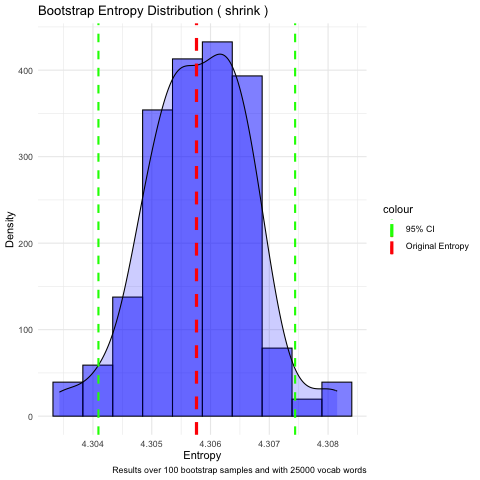 Bootstrap Entropy Distribution ( shrink )
Density
400
300
200
100
0
4.304 4.305 4.306 4.307 4.308
Entropy
colour
95% CI
Original Entropy
Results over 100 bootstrap samples and with 25000 vocab words